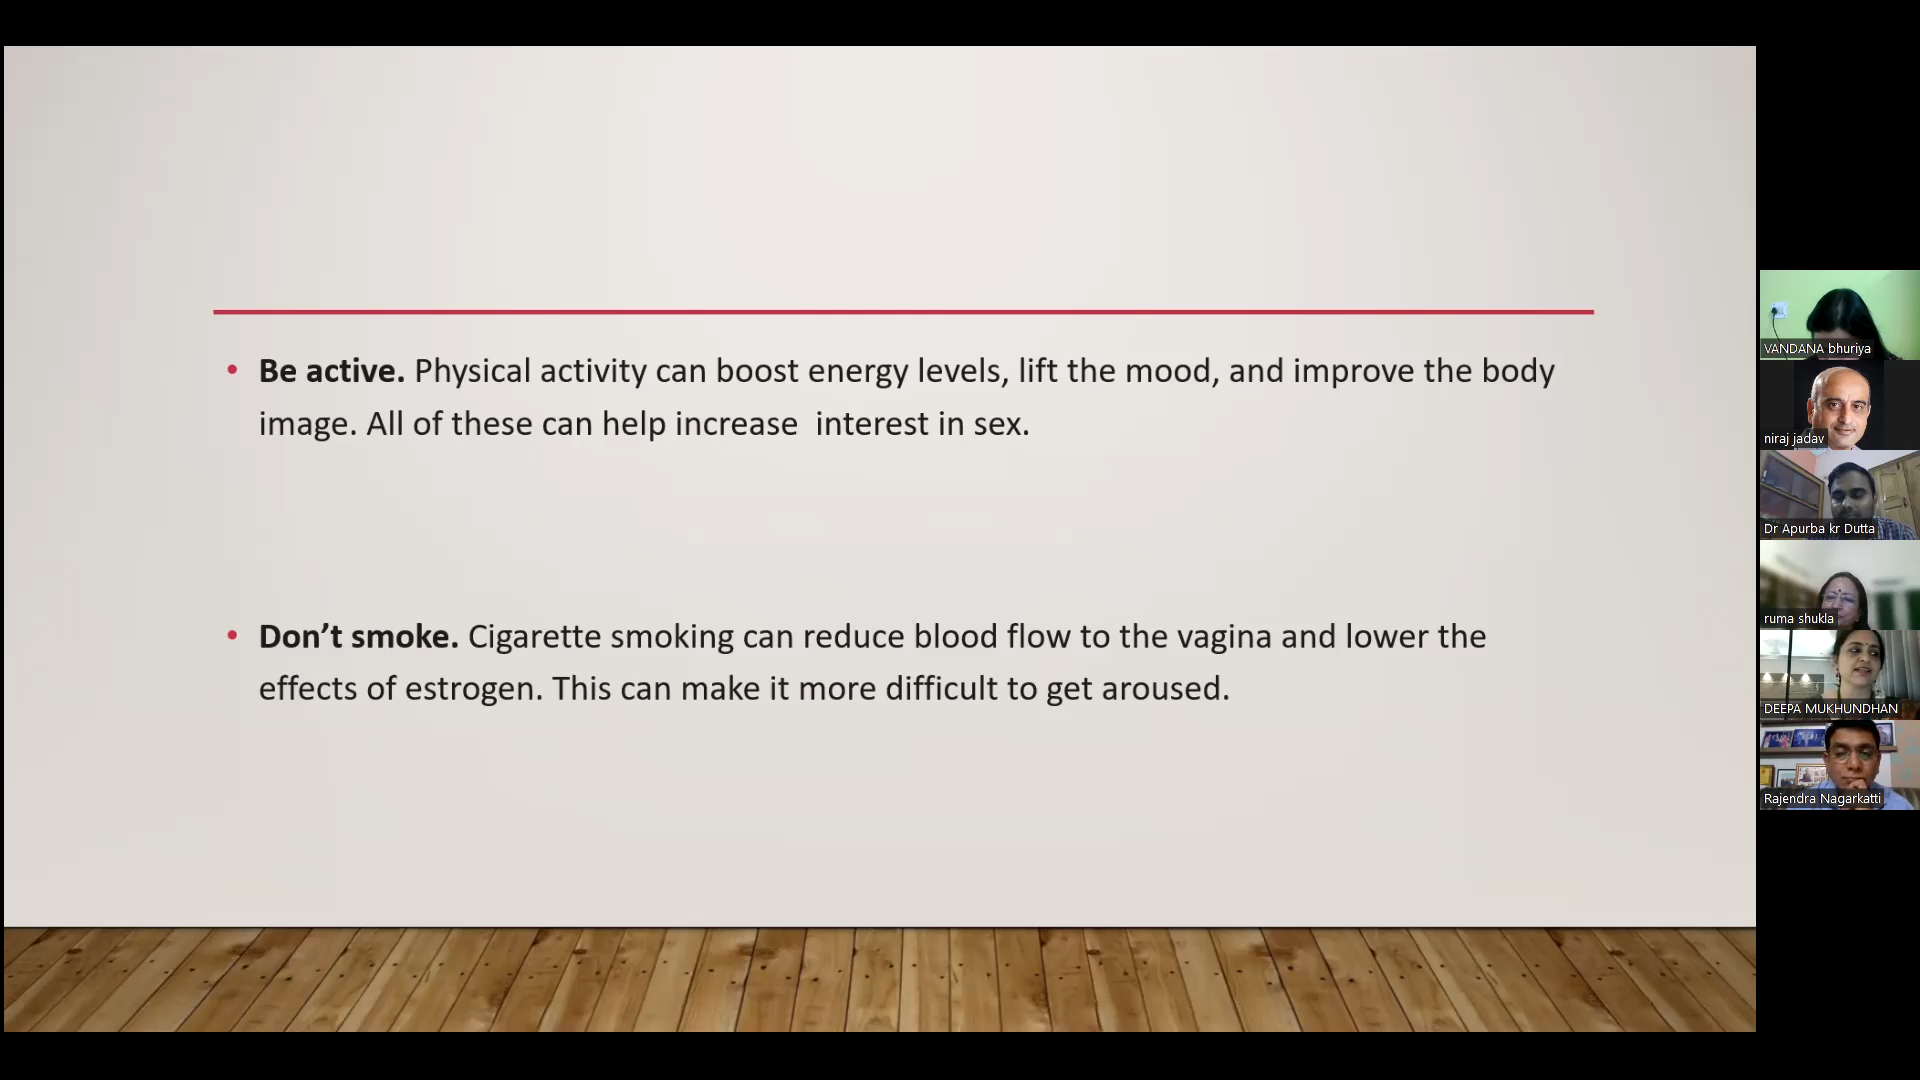 • Be active. Physical activity can boost energy levels, lift the mood, and improve the body
image. All of these can help increase  interest in sex.
• Don’t smoke. Cigarette smoking can reduce blood flow to the vagina and lower the
effects of estrogen. This can make it more difficult to get aroused.
VANDANA bhuriya
niraj jadav
Dr Apurba kr Dutta
ruma shukla
DEEPA MUKHUNDHAN
Rajendra Nagarkatti